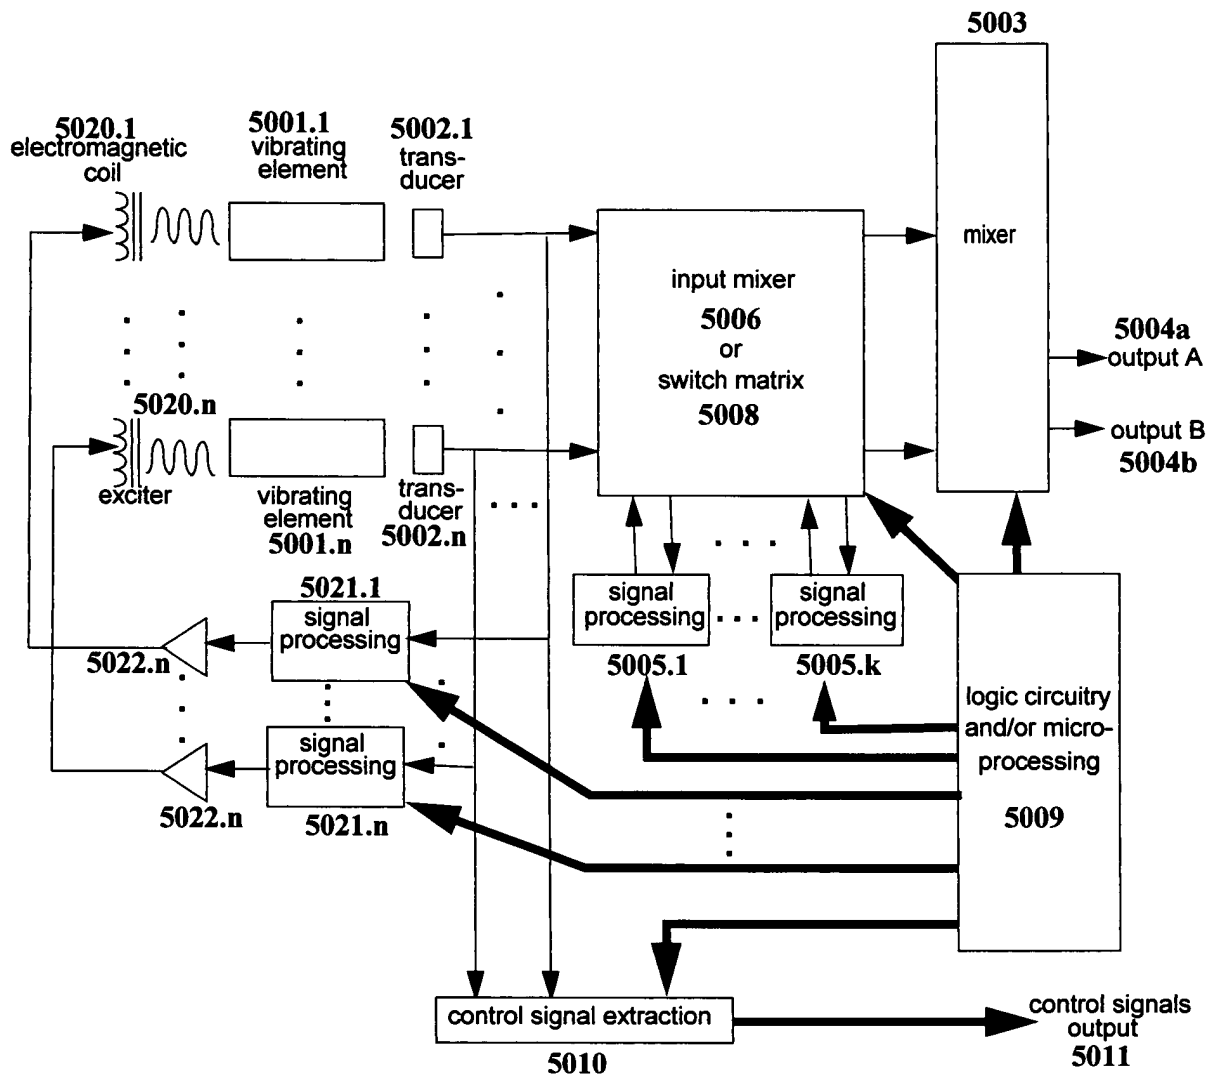 5003
5020.1
electromagnetic
coil
5001.1
vibrating
element
5002.1
trans-
ducer
input mixer
5006
or
switch matrix
5008
mixer
5004a
output A
output B
5004b
5020.n
exciter
vibrating
element
5001.n
trans-
ducer
5002.n
5021.1
signal
processing
5022.n
signal
processing
5022.n
5021.n
signal
processing
5005.1
signal
processing
5005.k
logic circuitry
and/or micro-
processing
5009
control signal extraction
5010
control signals
output
5011